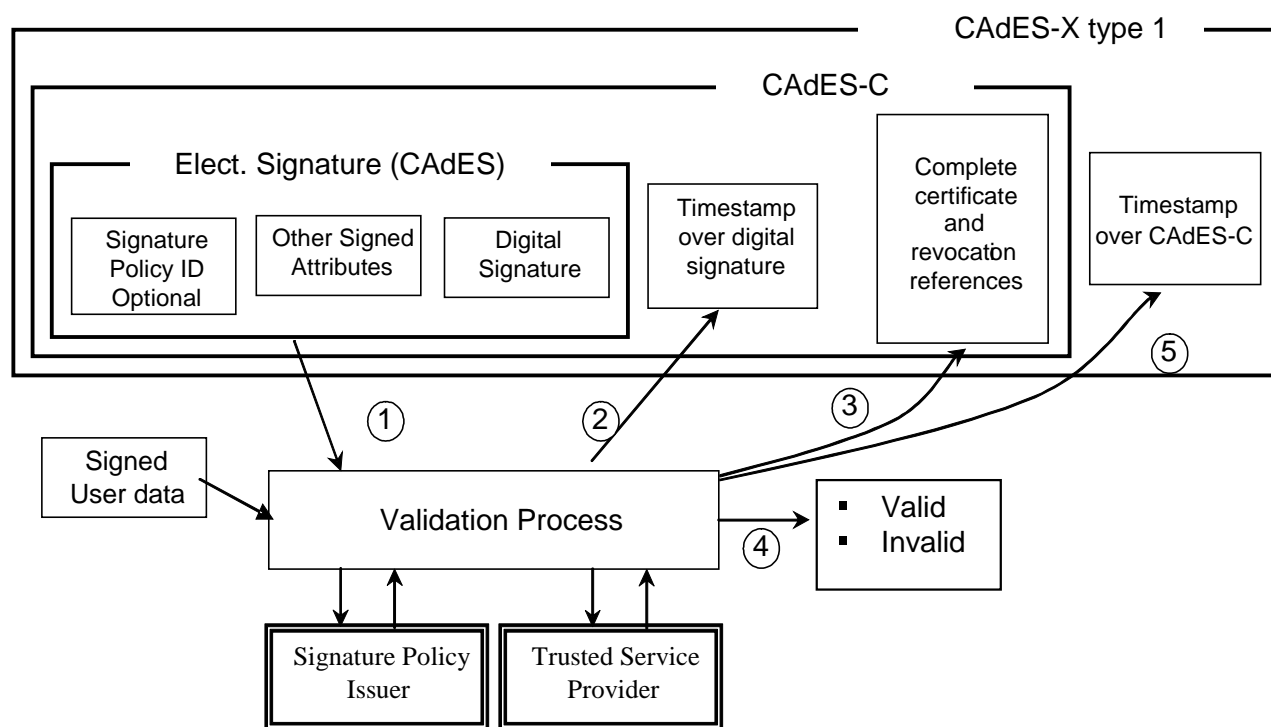 CAdES-X type 1
CAdES-C
Elect. Signature (CAdES)
Signature
Policy ID
Optional
Other Signed
Attributes
Digital
Signature
Timestamp
over digital
signature
Complete
certificate
and
revocation
references
Timestamp
over CAdES-C
1
2
3
5
Signed
User data
Validation Process
4
▪ Valid
▪ Invalid
Signature Policy
Issuer
Trusted Service
Provider